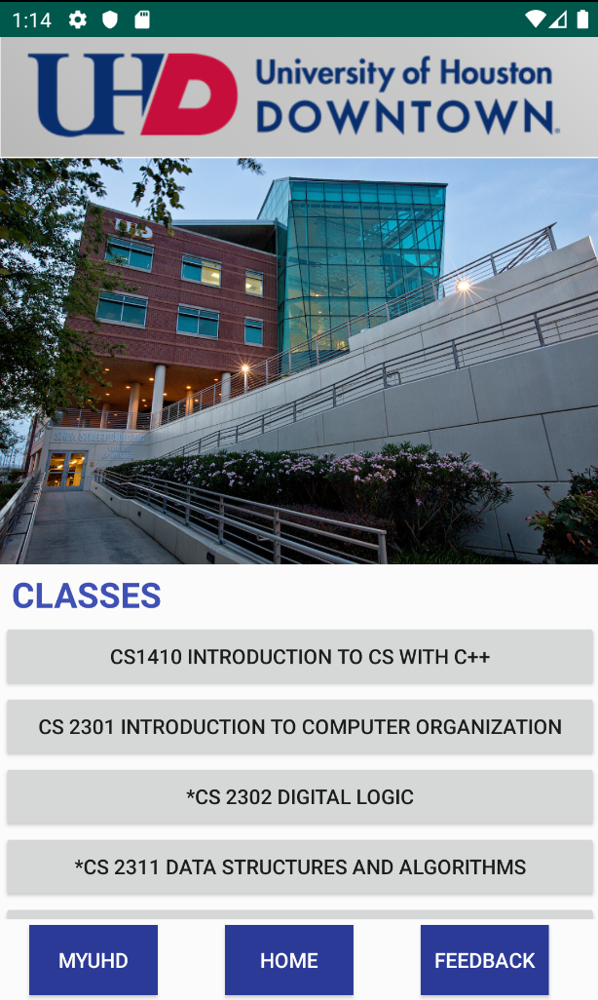 1:14
UHD
University of Houston
DOWNTOWN
UHD
CLASSES
CS1410 INTRODUCTION TO CS WITH C++
CS 2301 INTRODUCTION TO COMPUTER ORGANIZATION
*CS 2302 DIGITAL LOGIC
*CS 2311 DATA STRUCTURES AND ALGORITHMS
MYUHD
HOME
FEEDBACK